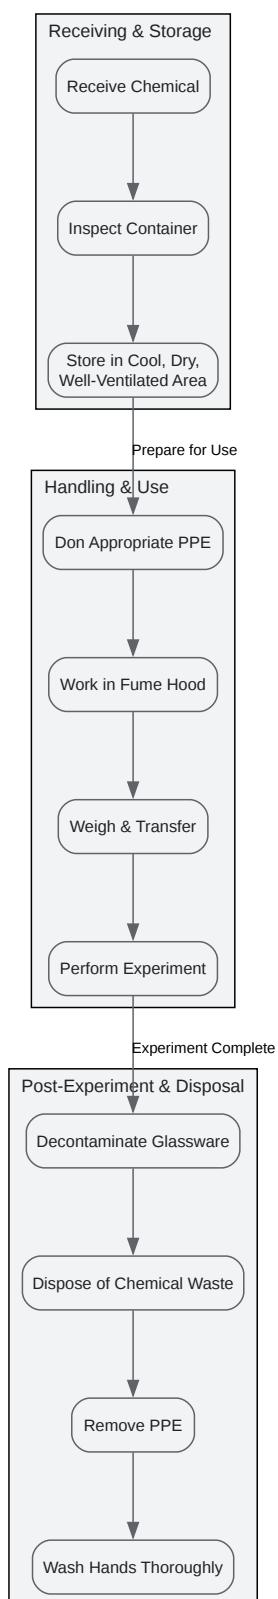 Receiving & Storage
Receive Chemical
Inspect Container
Store in Cool, Dry,
Well-Ventilated Area
Prepare for Use
Handling & Use
Don Appropriate PPE
Work in Fume Hood
Weigh & Transfer
Perform Experiment
Experiment Complete
Post-Experiment & Disposal
Decontaminate Glassware
Dispose of Chemical Waste
Remove PPE
Wash Hands Thoroughly